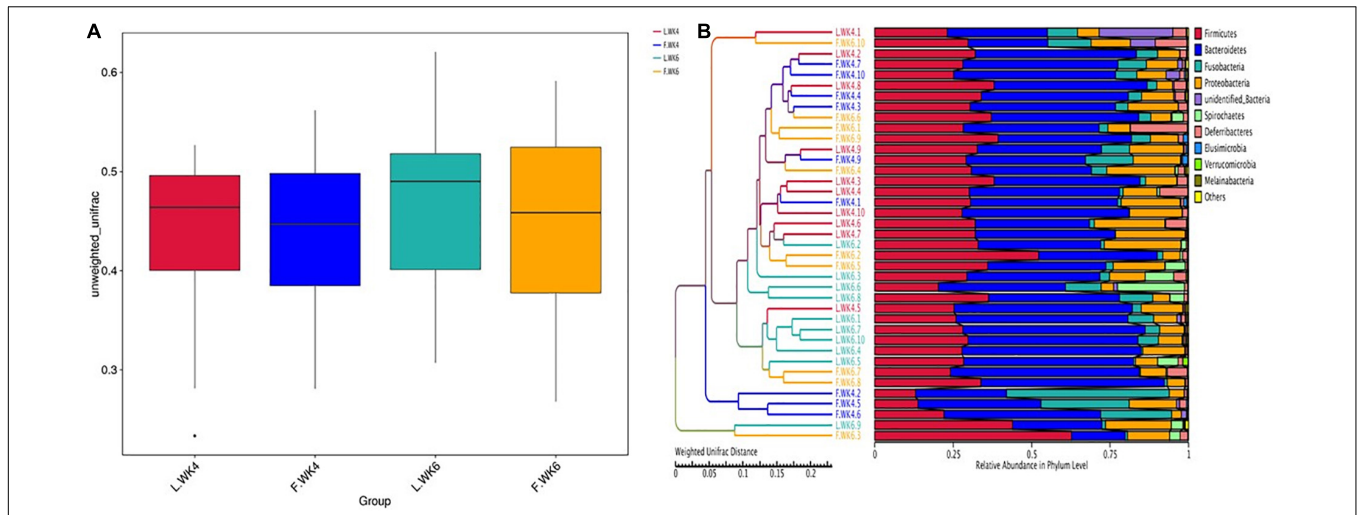 A
unweighted_unifrac
0.6
0.5
0.4
0.3
L.WK4
F.WK4
L.WK6
F.WK6
Group
L.WK4
F.WK4
L.WK6
F.WK6
B
L.WK4.1
F.WK6.10
L.WK4.2
F.WK4.7
F.WK4.10
L.WK4.8
F.WK4.4
F.WK4.3
F.WK6.6
F.WK6.1
F.WK6.9
L.WK4.9
F.WK4.9
F.WK6.4
L.WK4.3
L.WK4.4
F.WK4.1
L.WK4.10
L.WK4.6
L.WK4.7
L.WK6.2
F.WK6.2
F.WK6.5
L.WK6.3
L.WK6.6
L.WK6.8
L.WK4.5
L.WK6.1
L.WK6.7
L.WK6.10
L.WK6.4
L.WK6.5
F.WK6.7
F.WK6.8
F.WK4.2
F.WK4.5
F.WK4.6
L.WK6.9
F.WK6.3
Weighted Unifrac Distance
0 0.05 0.15
0 0.25 0.5 0.75 1
Relative Abundance in Phylum Level
Firmicutes
Bacteroidetes
Fusobacteria
Proteobacteria
unidentified_Bacteria
Spirochaetes
Deferribacteres
Elusimicrobia
Verrucomicrobia
Melainabacteria
Others